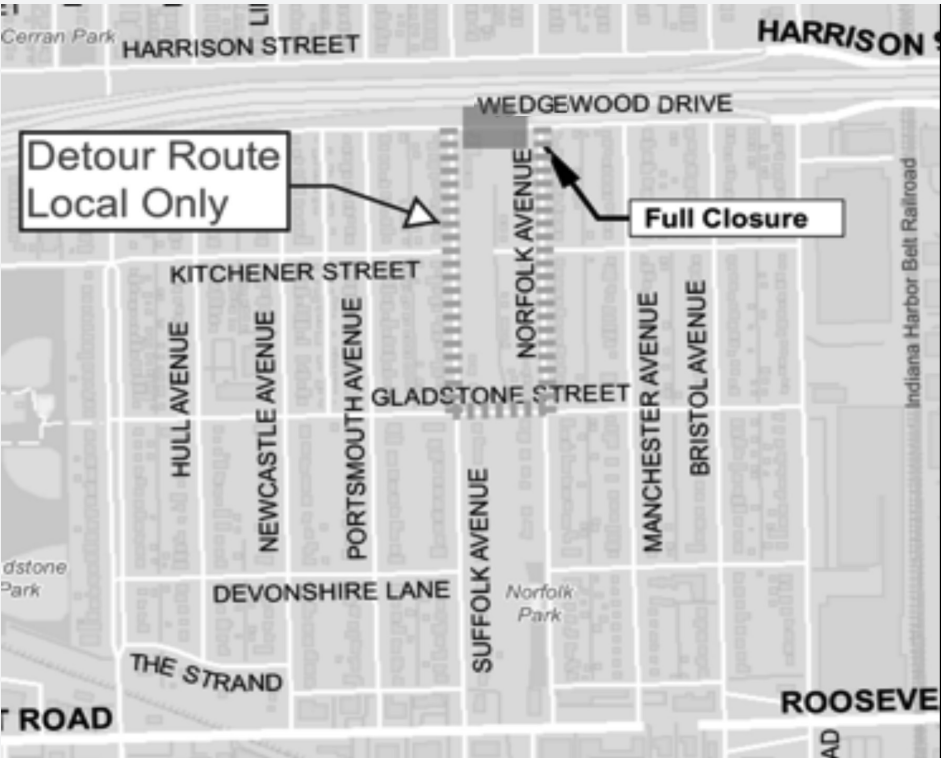 Cerran Park
HARRISON STREET
HARRISON
WEDGEWOOD DRIVE
Detour Route
Local Only
Full Closure
NORFOLK AVENUE
KITCHENER STREET
Indiana Harbor Belt Railroad
HULL AVENUE
NEWCASTLE AVENUE
PORTSMOUTH AVENUE
MANCHESTER AVENUE
BRISTOL AVENUE
GLADSTONE STREET
SUFFOLK AVENUE
dstone
Park
DEVONSHIRE LANE
Norfolk
Park
THE STRAND
T ROAD
ROOSEVE
AD